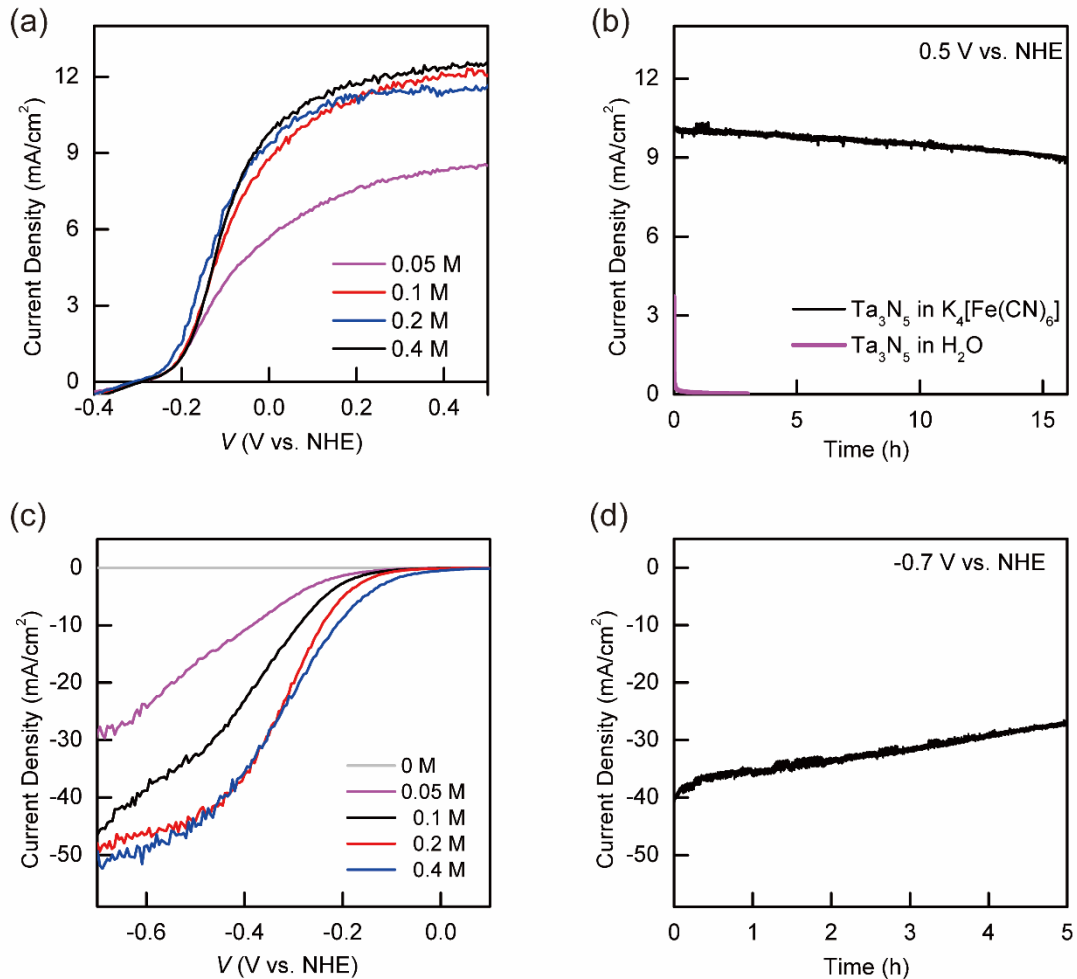 (a)
Current Density (mA/cm²)
12
9
6
3
0
-0.4
-0.2
0.0
0.2
0.4
V (V vs. NHE)
0.05 M
0.1 M
0.2 M
0.4 M
(b)
0.5 V vs. NHE
Current Density (mA/cm²)
12
9
6
3
0
0
5
10
15
Time (h)
Ta₃N₅ in K₄[Fe(CN)₆]
Ta₃N₅ in H₂O
(c)
Current Density (mA/cm²)
0
-10
-20
-30
-40
-50
-0.6
-0.4
-0.2
0.0
V (V vs. NHE)
0 M
0.05 M
0.1 M
0.2 M
0.4 M
(d)
-0.7 V vs. NHE
Current Density (mA/cm²)
0
-10
-20
-30
-40
-50
0
1
2
3
4
5
Time (h)